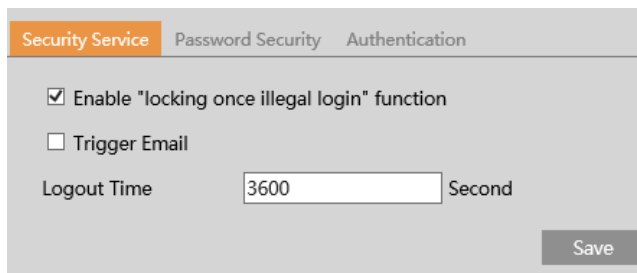 Security Service Password Security Authentication
Enable "locking once illegal login" function
Trigger Email
Logout Time 3600 Second
Save